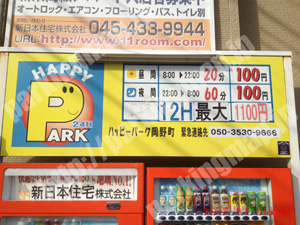 オートロック・エアコン・フローリング・バス、トイレ別
新日本住宅株式会社 045-433-9944
URL http://www.11room.com
HAPPY
PARK
24H
昼間 8:00 22:00 20分 100円
夜間 22:00 8:00 60分 100円
12H最大 1100円
ハッピーパーク岡野町 緊急連絡先 050-3530-9666
新日本住宅株式会社